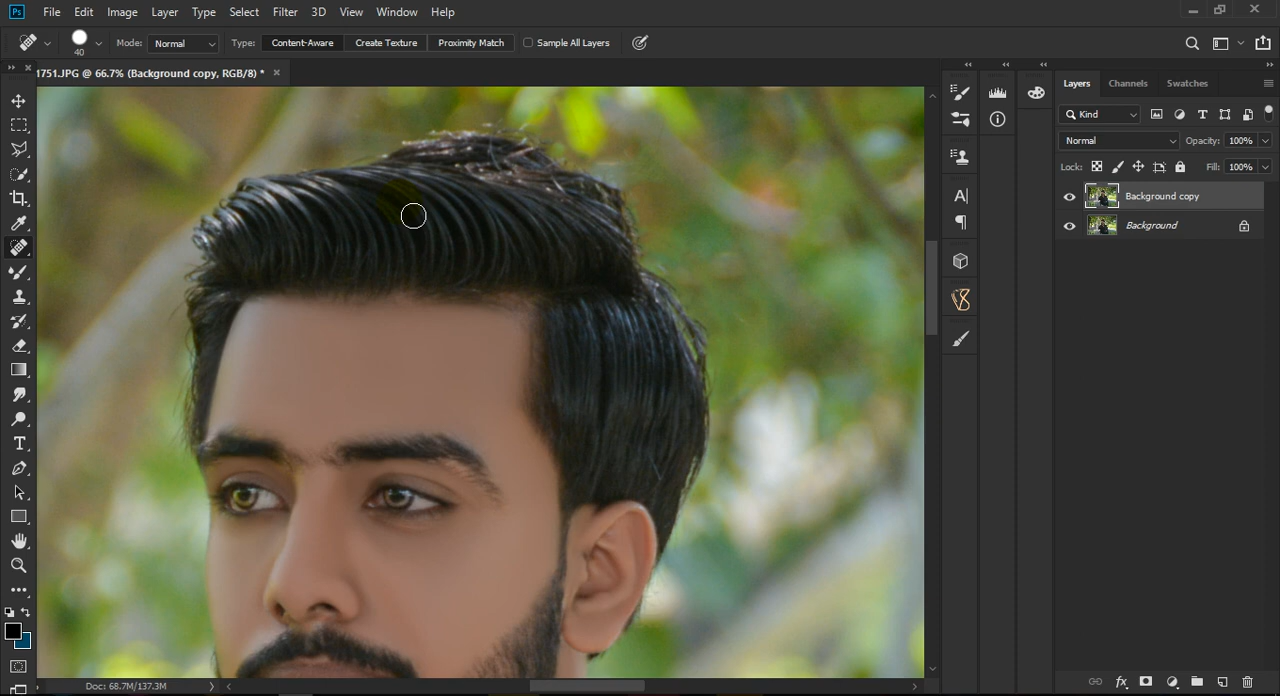 Ps File Edit Image Layer Type Select Filter 3D View Window Help
40 Mode: Normal Type: Content-Aware Create Texture Proximity Match Sample All Layers
1751.JPG @ 66.7% (Background copy, RGB/8) *
Layers Channels Swatches
Kind
Normal Opacity: 100%
Lock: Fill: 100%
Background copy
Background
Doc: 68.7M/137.3M